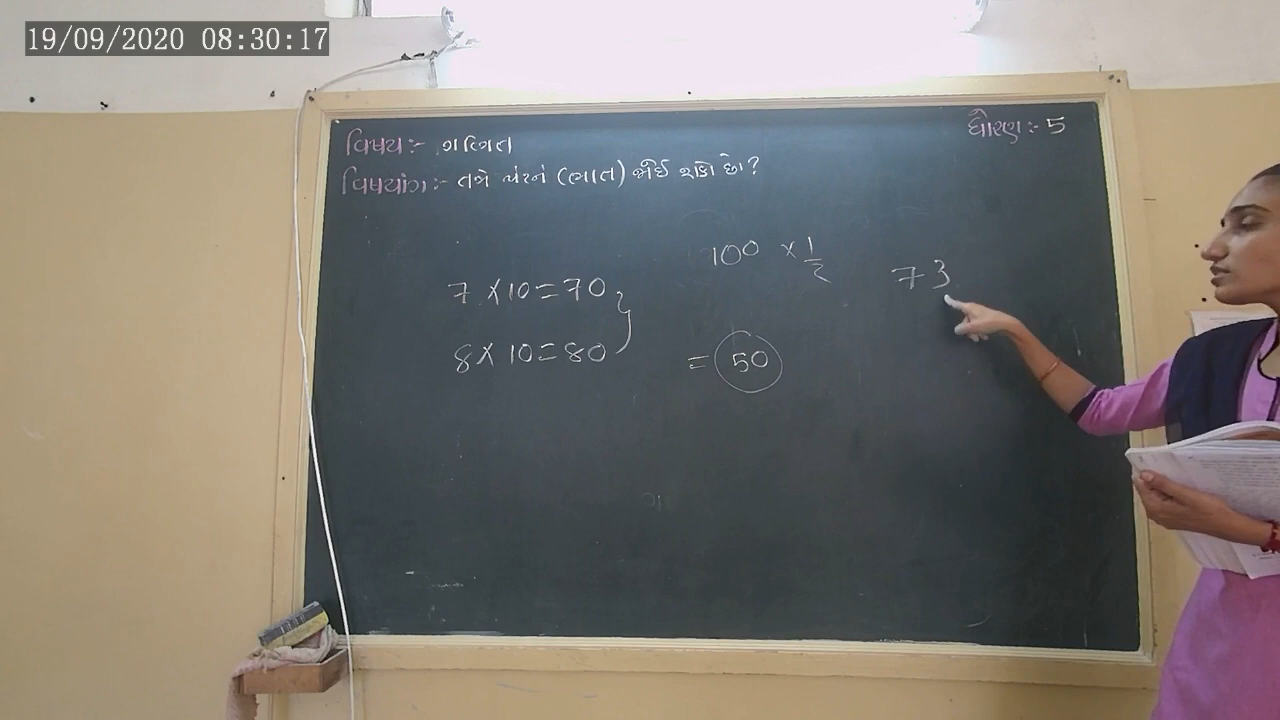 19/09/2020 08:30:17
વિષય:- ગણિત
ધોરણ:- 5
વિષયાંગ:- તમે પેટર્ન (ભાત) જોઈ શકો છો?
7 × 10 = 70
8 × 10 = 80
100 × 1/2
= 50
73